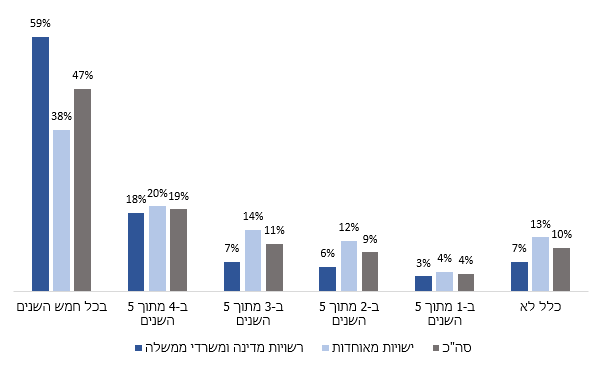 59%
38%
47%
18%
20%
19%
7%
14%
11%
6%
12%
9%
3%
4%
4%
7%
13%
10%
בכל חמש השנים
ב-4 מתוך 5
השנים
ב-3 מתוך 5
השנים
ב-2 מתוך 5
השנים
ב-1 מתוך 5
השנים
כלל לא
רשויות מדינה ומשרדי ממשלה
ישויות מאוחדות
סה"כ